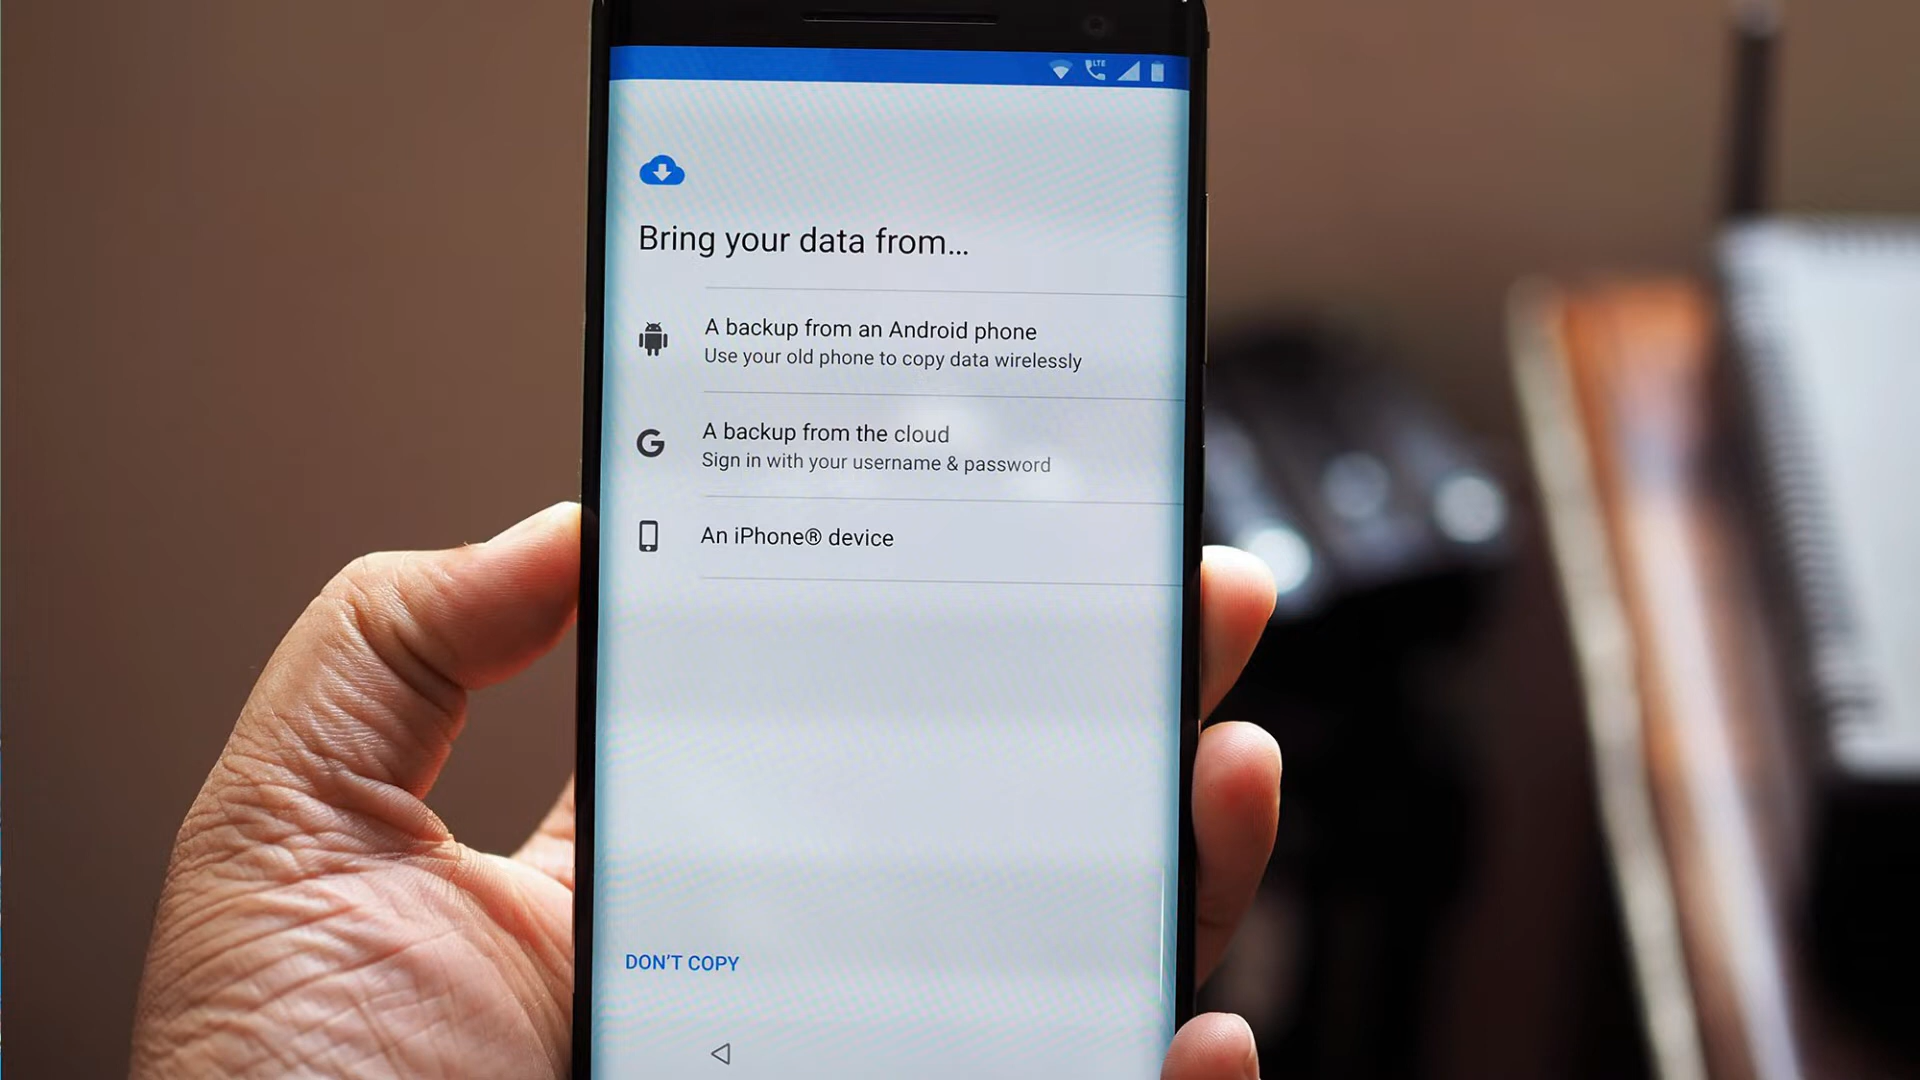 LTE
Bring your data from...
A backup from an Android phone
Use your old phone to copy data wirelessly
G
A backup from the cloud
Sign in with your username & password
An iPhone® device
DON'T COPY